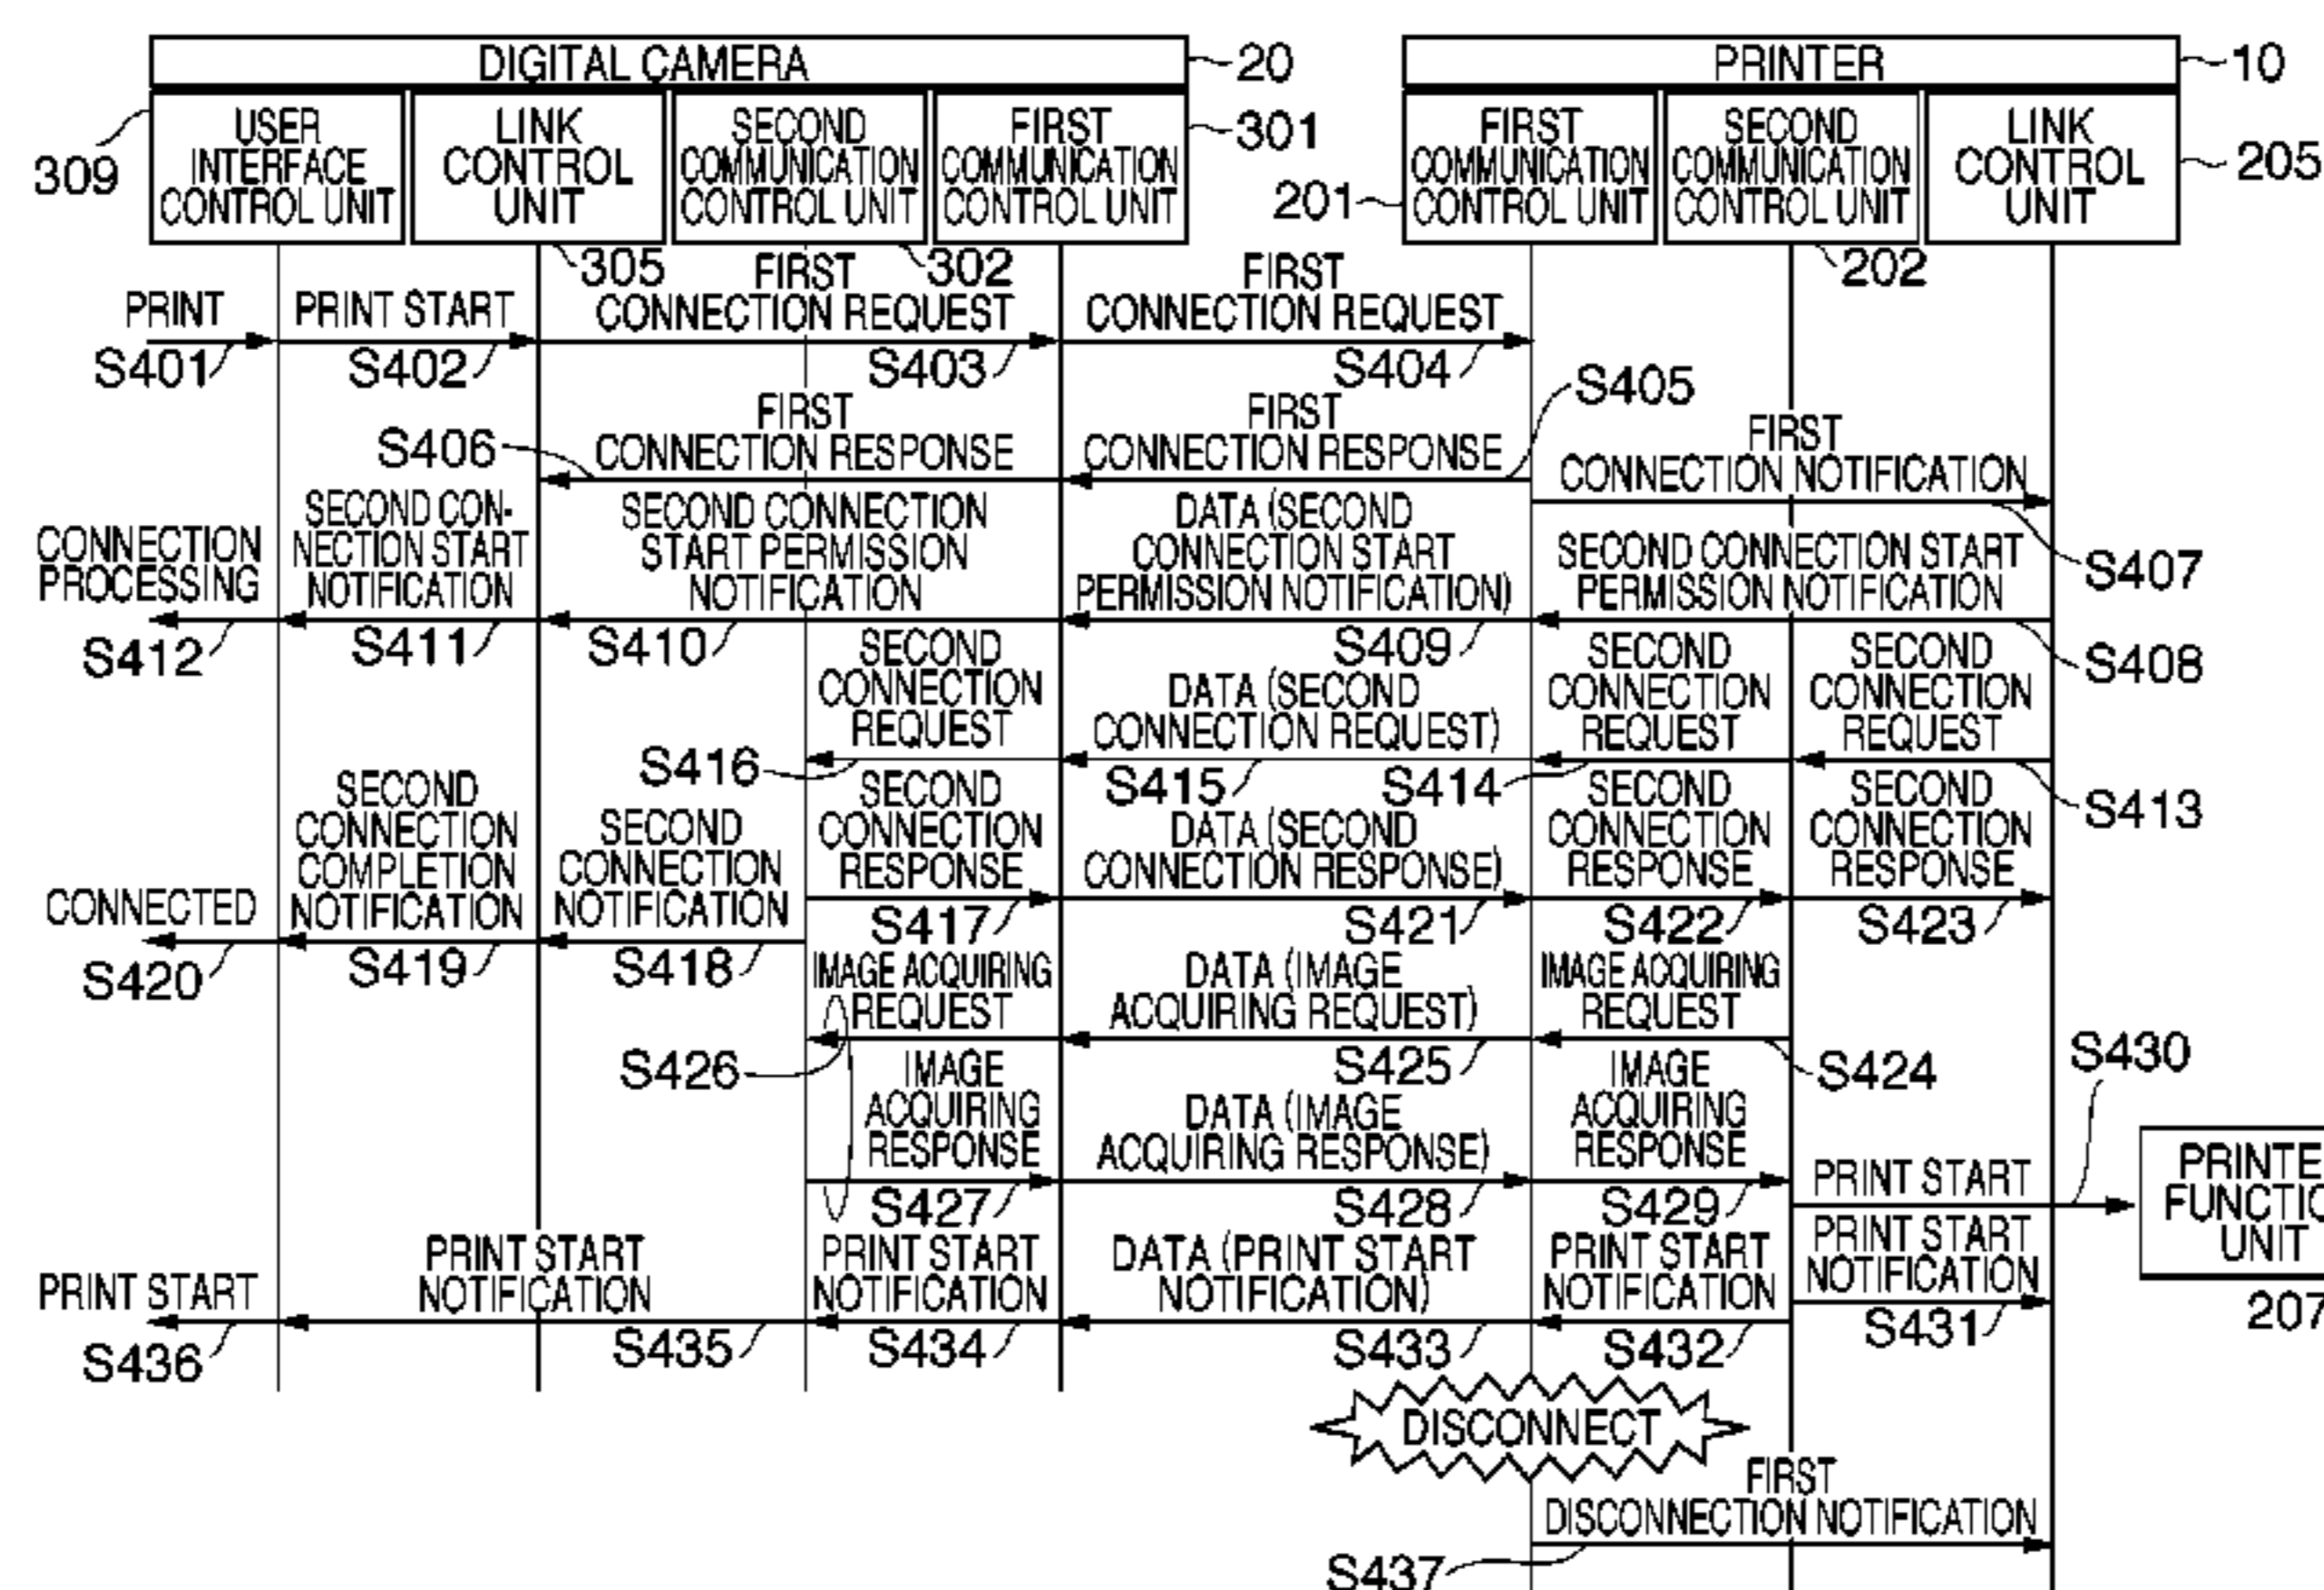 DIGITAL CAMERA
20
PRINTER
10
309
USER
INTERFACE
CONTROL UNIT
LINK
CONTROL
UNIT
305
SECOND
COMMUNICATION
CONTROL UNIT
302
FIRST
COMMUNICATION
CONTROL UNIT
301
201
FIRST
COMMUNICATION
CONTROL UNIT
SECOND
COMMUNICATION
CONTROL UNIT
202
LINK
CONTROL
UNIT
205
PRINT
S401
PRINT START
S402
FIRST
CONNECTION REQUEST
S403
FIRST
CONNECTION REQUEST
S404
S405
S406
FIRST
CONNECTION RESPONSE
FIRST
CONNECTION RESPONSE
FIRST
CONNECTION NOTIFICATION
S407
CONNECTION
PROCESSING
S412
SECOND CON-
NECTION START
NOTIFICATION
S411
SECOND CONNECTION
START PERMISSION
NOTIFICATION
S410
DATA (SECOND
CONNECTION START
PERMISSION NOTIFICATION)
S409
SECOND CONNECTION START
PERMISSION NOTIFICATION
S408
SECOND
CONNECTION
REQUEST
S416
DATA (SECOND
CONNECTION REQUEST)
S415
SECOND
CONNECTION
REQUEST
S414
SECOND
CONNECTION
REQUEST
S413
CONNECTED
S420
SECOND
CONNECTION
COMPLETION
NOTIFICATION
S419
SECOND
CONNECTION
NOTIFICATION
S418
SECOND
CONNECTION
RESPONSE
S417
DATA (SECOND
CONNECTION RESPONSE)
S421
SECOND
CONNECTION
RESPONSE
S422
SECOND
CONNECTION
RESPONSE
S423
IMAGE ACQUIRING
REQUEST
S426
DATA (IMAGE
ACQUIRING REQUEST)
S425
IMAGE ACQUIRING
REQUEST
S424
S430
IMAGE
ACQUIRING
RESPONSE
S427
DATA (IMAGE
ACQUIRING RESPONSE)
S428
IMAGE
ACQUIRING
RESPONSE
S429
PRINT START
PRINTE
FUNCTIO
UNIT
207
PRINT START
NOTIFICATION
S431
PRINT START
S436
PRINT START
NOTIFICATION
S435
PRINT START
NOTIFICATION
S434
DATA (PRINT START
NOTIFICATION)
S433
PRINT START
NOTIFICATION
S432
DISCONNECT
FIRST
DISCONNECTION NOTIFICATION
S437